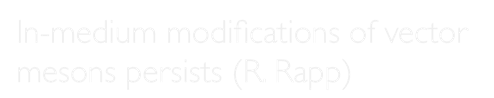 In-medium modifications of vector
mesons persists (R. Rapp)